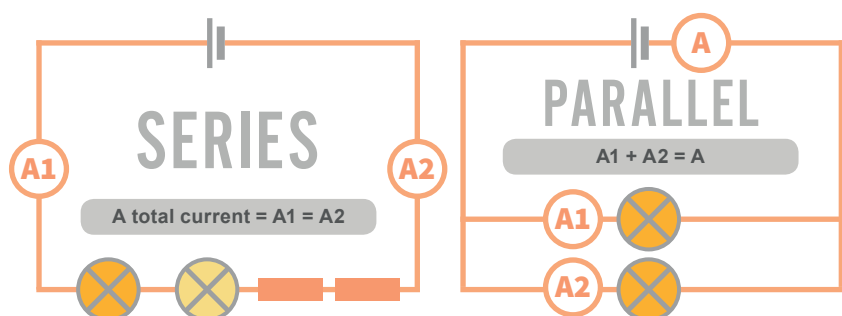 A1
SERIES
A2
A total current = A1 = A2
A
PARALLEL
A1 + A2 = A
A1
A2